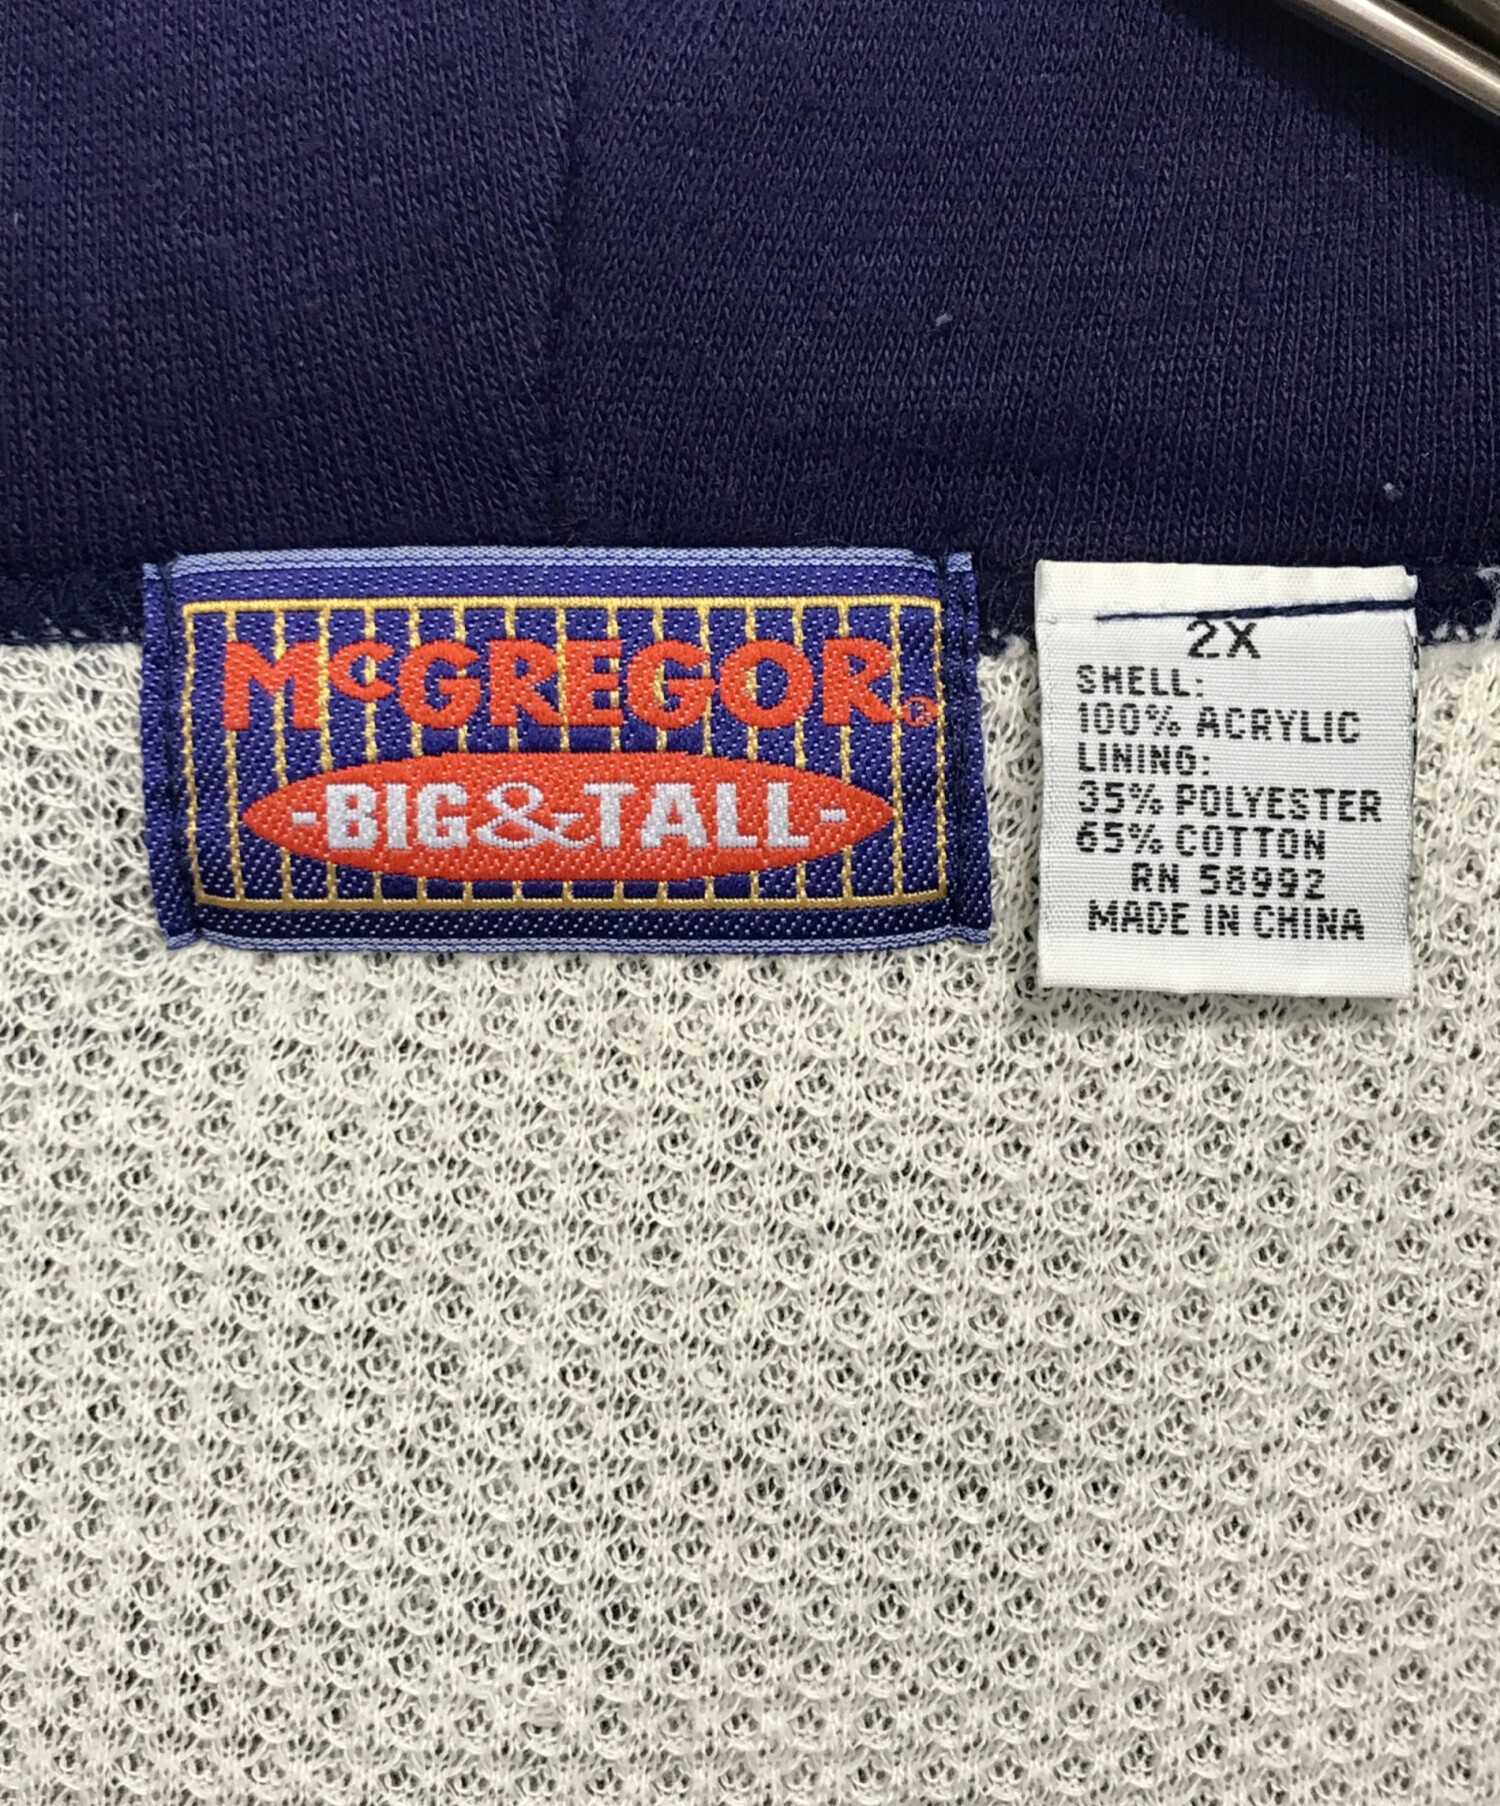 McGREGOR®
-BIG&TALL-
2X
SHELL:
100% ACRYLIC
LINING:
35% POLYESTER
65% COTTON
RN 58992
MADE IN CHINA